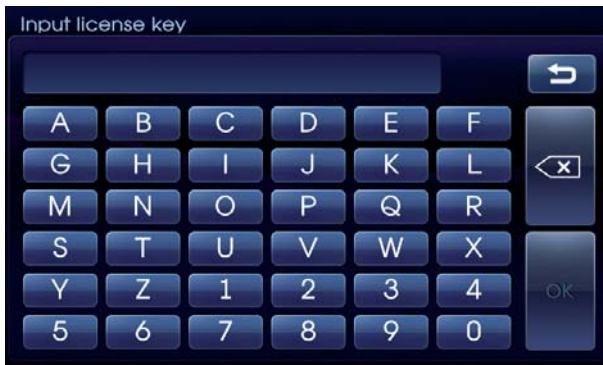 Input license key
A B C D E F
G H I J K L
M N O P Q R
S T U V W X
Y Z 1 2 3 4 OK
5 6 7 8 9 0